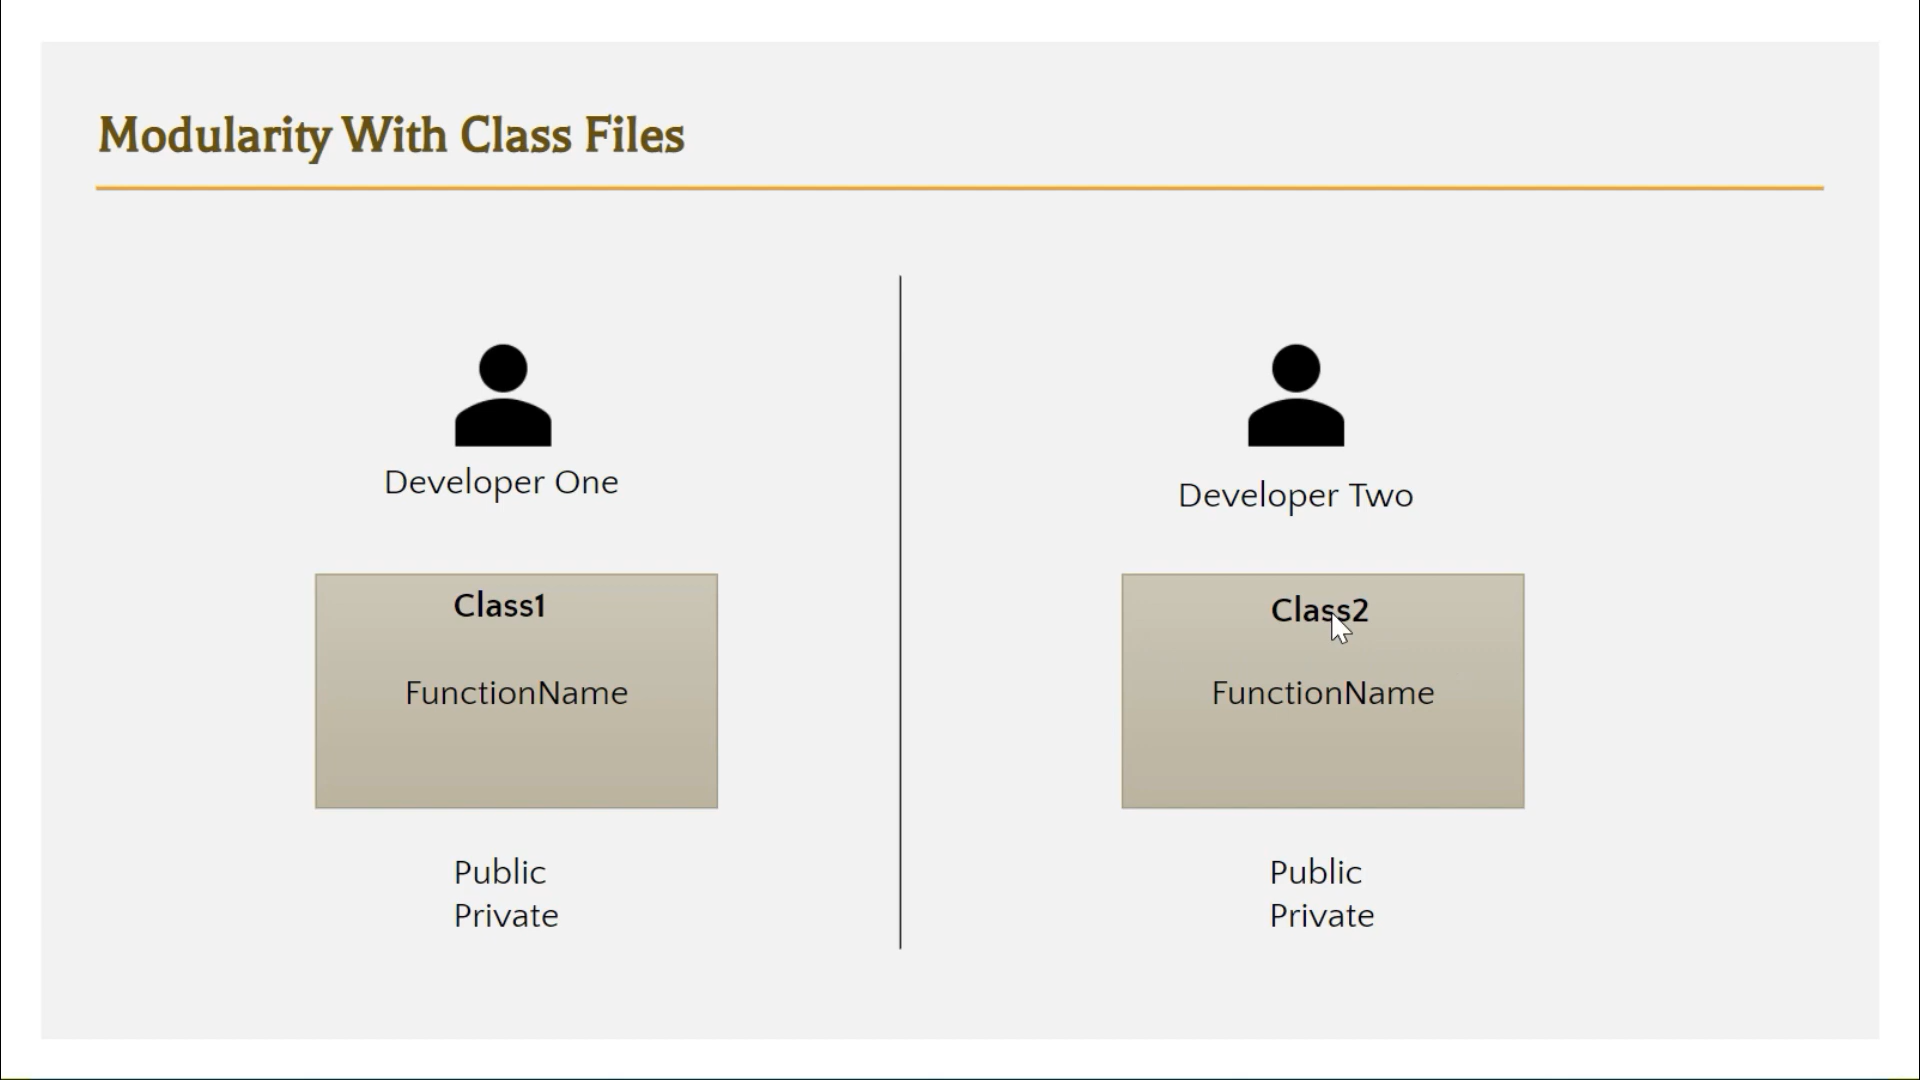 Modularity With Class Files
Developer One
Class1
FunctionName
Public
Private
Developer Two
Class2
FunctionName
Public
Private